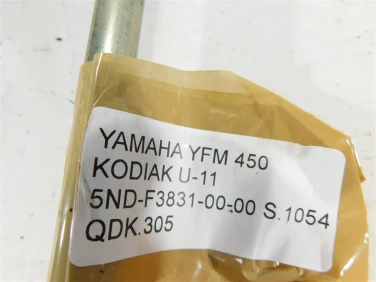 YAMAHA YFM 450
KODIAK U-11
5ND-F3831-00-00 S.1054
QDK.305